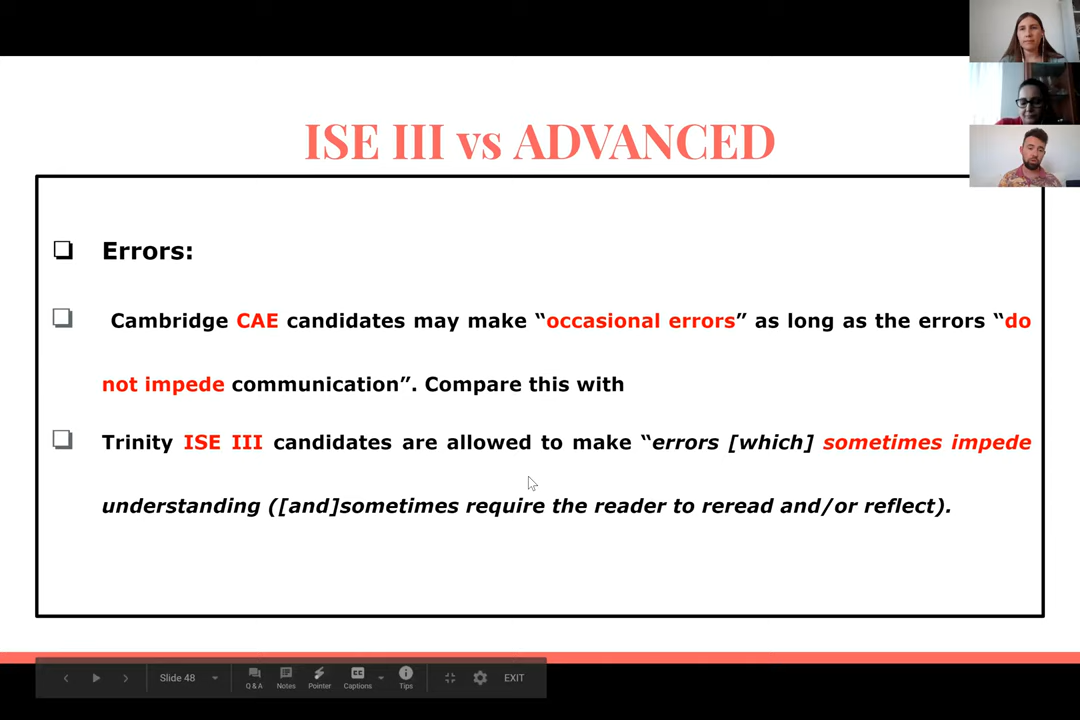 ISE III vs ADVANCED
Errors:
Cambridge CAE candidates may make “occasional errors” as long as the errors “do
not impede communication”. Compare this with
Trinity ISE III candidates are allowed to make “errors [which] sometimes impede
understanding ([and]sometimes require the reader to reread and/or reflect).
Slide 48
Q & A
Notes
Pointer
CC
Captions
Tips
EXIT